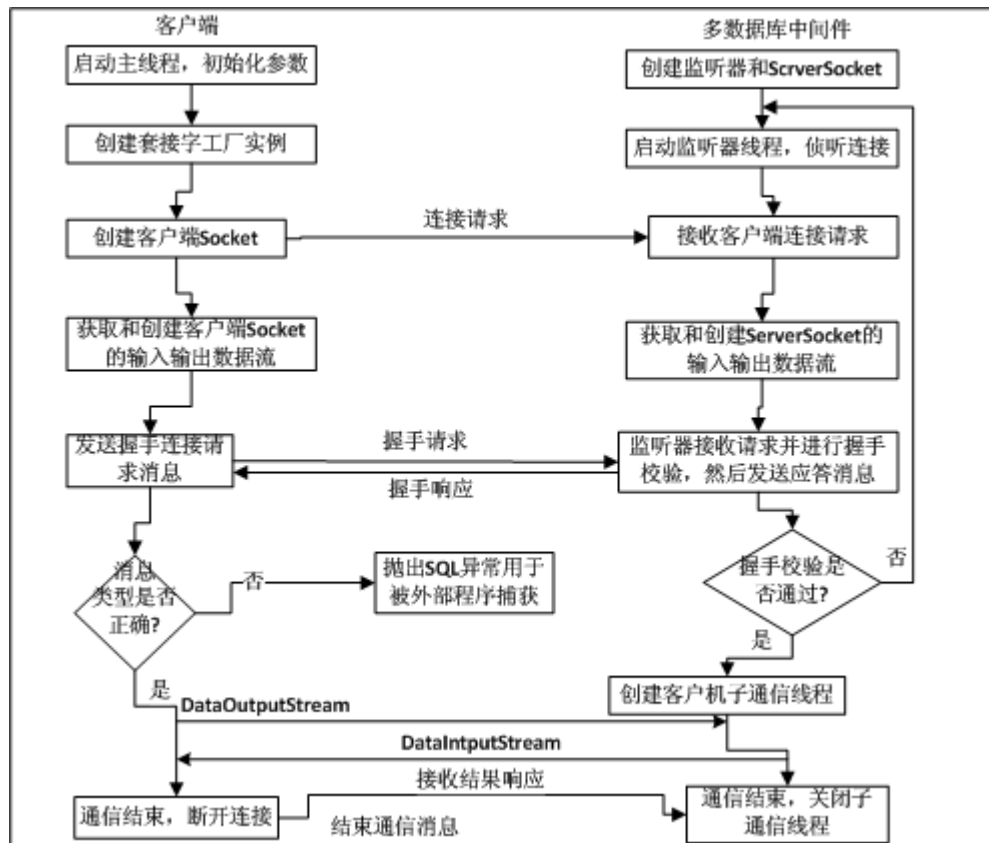 客户端
多数据库中间件
启动主线程，初始化参数
创建监听器和ScrverSocket
创建套接字工厂实例
启动监听器线程，侦听连接
创建客户端Socket
连接请求
接收客户端连接请求
获取和创建客户端Socket
的输入输出数据流
获取和创建ServerSocket的
输入输出数据流
发送握手连接请
求消息
握手请求
握手响应
监听器接收请求并进行握手
校验，然后发送应答消息
消息
类型是否
正确?
否
抛出SQL异常用于
被外部程序捕获
握手校验是
否通过?
否
是
是
创建客户机子通信线程
DataOutputStream
DataIntputStream
接收结果响应
通信结束，断开连接
结束通信消息
通信结束，关闭子
通信线程